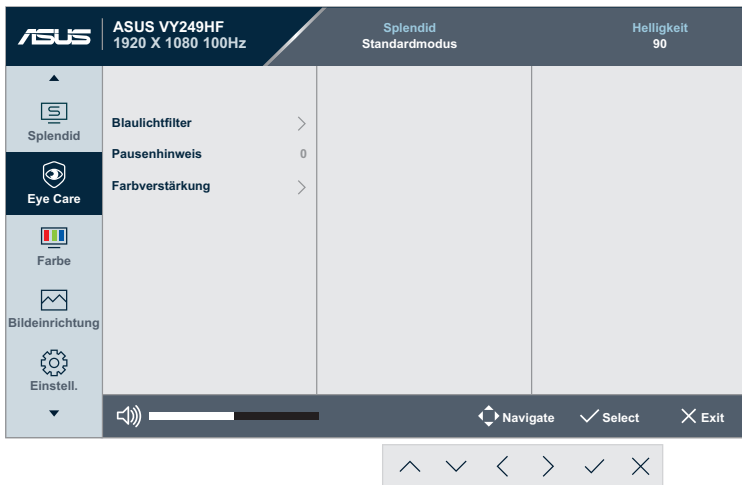 ASUS
ASUS VY249HF
1920 X 1080 100Hz
Splendid
Standardmodus
Helligkeit
90
Splendid
Eye Care
Farbe
Bildeinrichtung
Einstell.
Blaulichtfilter
Pausenhinweis 0
Farbverstärkung
Navigate
Select
Exit